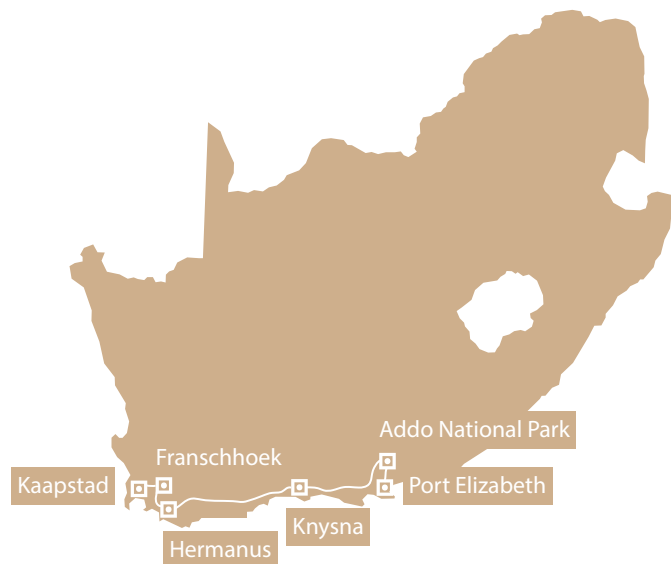 Addo National Park
Franschhoek
Kaapstad
Port Elizabeth
Knysna
Hermanus